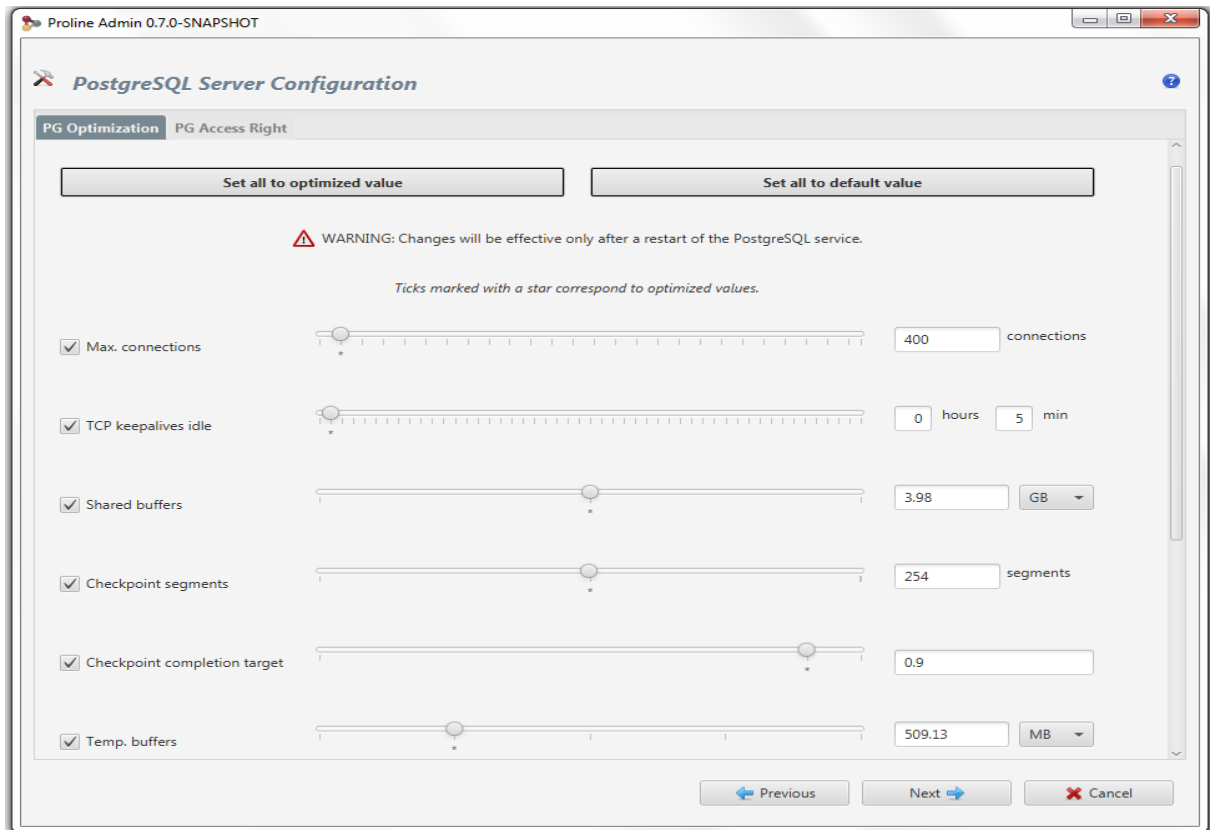 Proline Admin 0.7.0-SNAPSHOT
PostgreSQL Server Configuration
PG Optimization PG Access Right
Set all to optimized value Set all to default value
WARNING: Changes will be effective only after a restart of the PostgreSQL service.
Ticks marked with a star correspond to optimized values.
Max. connections * 400 connections
TCP keepalives idle * 0 hours 5 min
Shared buffers * 3.98 GB
Checkpoint segments * 254 segments
Checkpoint completion target * 0.9
Temp. buffers * 509.13 MB
Previous Next Cancel